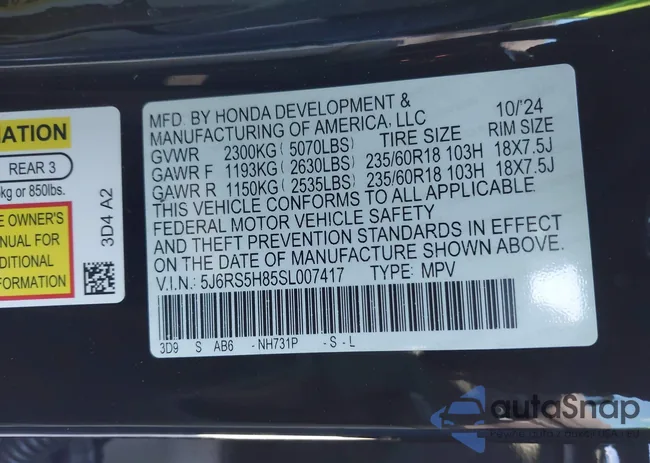 MATION
REAR 3
kg or 850lbs.
E OWNER'S
NUAL FOR
DITIONAL
MATION
3D4 A2
MFD. BY HONDA DEVELOPMENT &
MANUFACTURING OF AMERICA, LLC 10/'24
GVWR 2300KG(5070LBS) TIRE SIZE RIM SIZE
GAWR F 1193KG(2630LBS) 235/60R18 103H 18X7.5J
GAWR R 1150KG(2535LBS) 235/60R18 103H 18X7.5J
THIS VEHICLE CONFORMS TO ALL APPLICABLE
FEDERAL MOTOR VEHICLE SAFETY
AND THEFT PREVENTION STANDARDS IN EFFECT
ON THE DATE OF MANUFACTURE SHOWN ABOVE.
V.I.N.: 5J6RS5H85SL007417 TYPE: MPV
3D9 S AB6 -NH731P -S-L
autoSnap